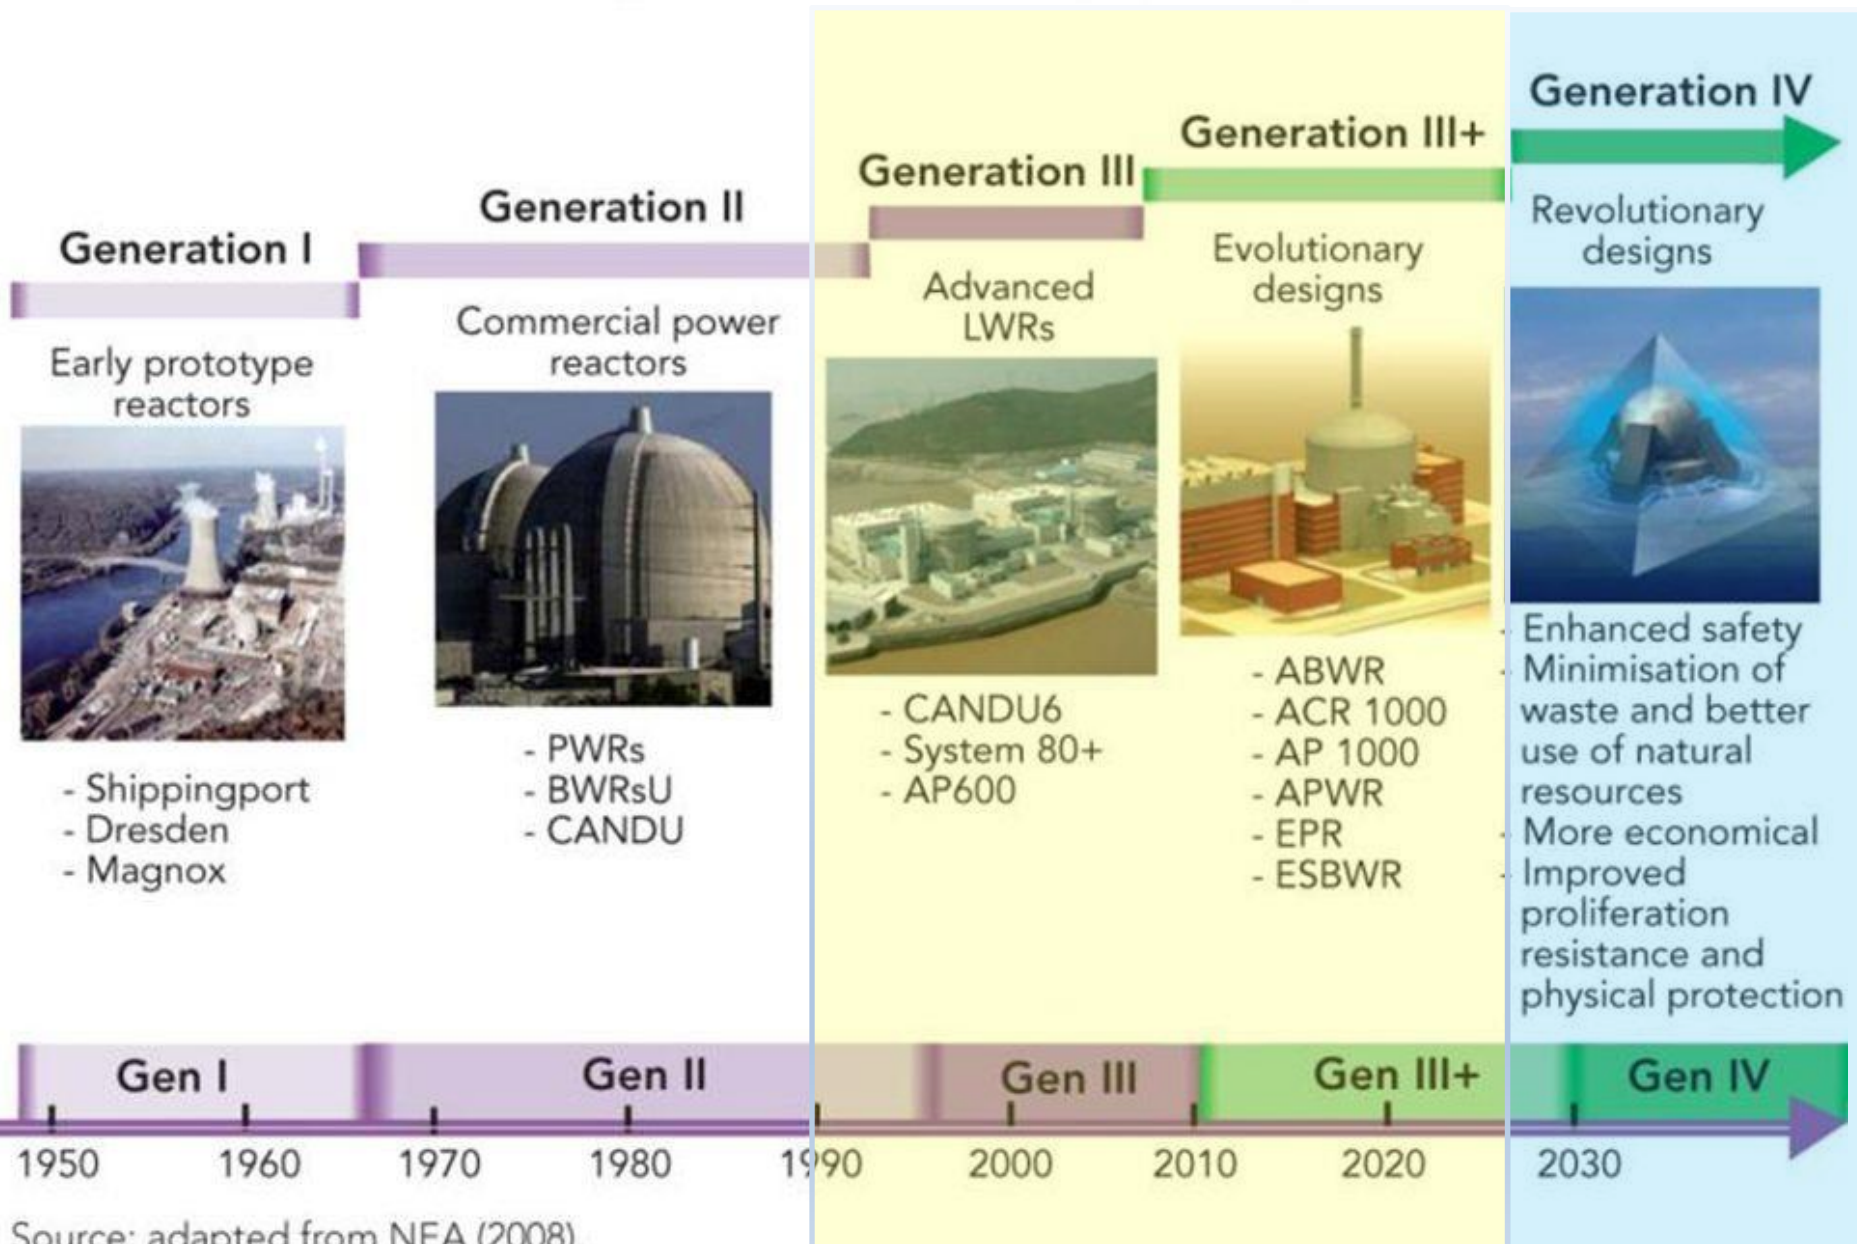 Generation I
Early prototype
reactors
- Shippingport
- Dresden
- Magnox
Generation II
Commercial power
reactors
- PWRs
- BWRsU
- CANDU
Generation III
Advanced
LWRs
- CANDU6
- System 80+
- AP600
Generation III+
Evolutionary
designs
- ABWR
- ACR 1000
- AP 1000
- APWR
- EPR
- ESBWR
Generation IV
Revolutionary
designs
- Enhanced safety
- Minimisation of
waste and better
use of natural
resources
- More economical
- Improved
proliferation
resistance and
physical protection
Gen I Gen II Gen III Gen III+ Gen IV
1950 1960 1970 1980 1990 2000 2010 2020 2030
Source: adapted from NEA (2008).